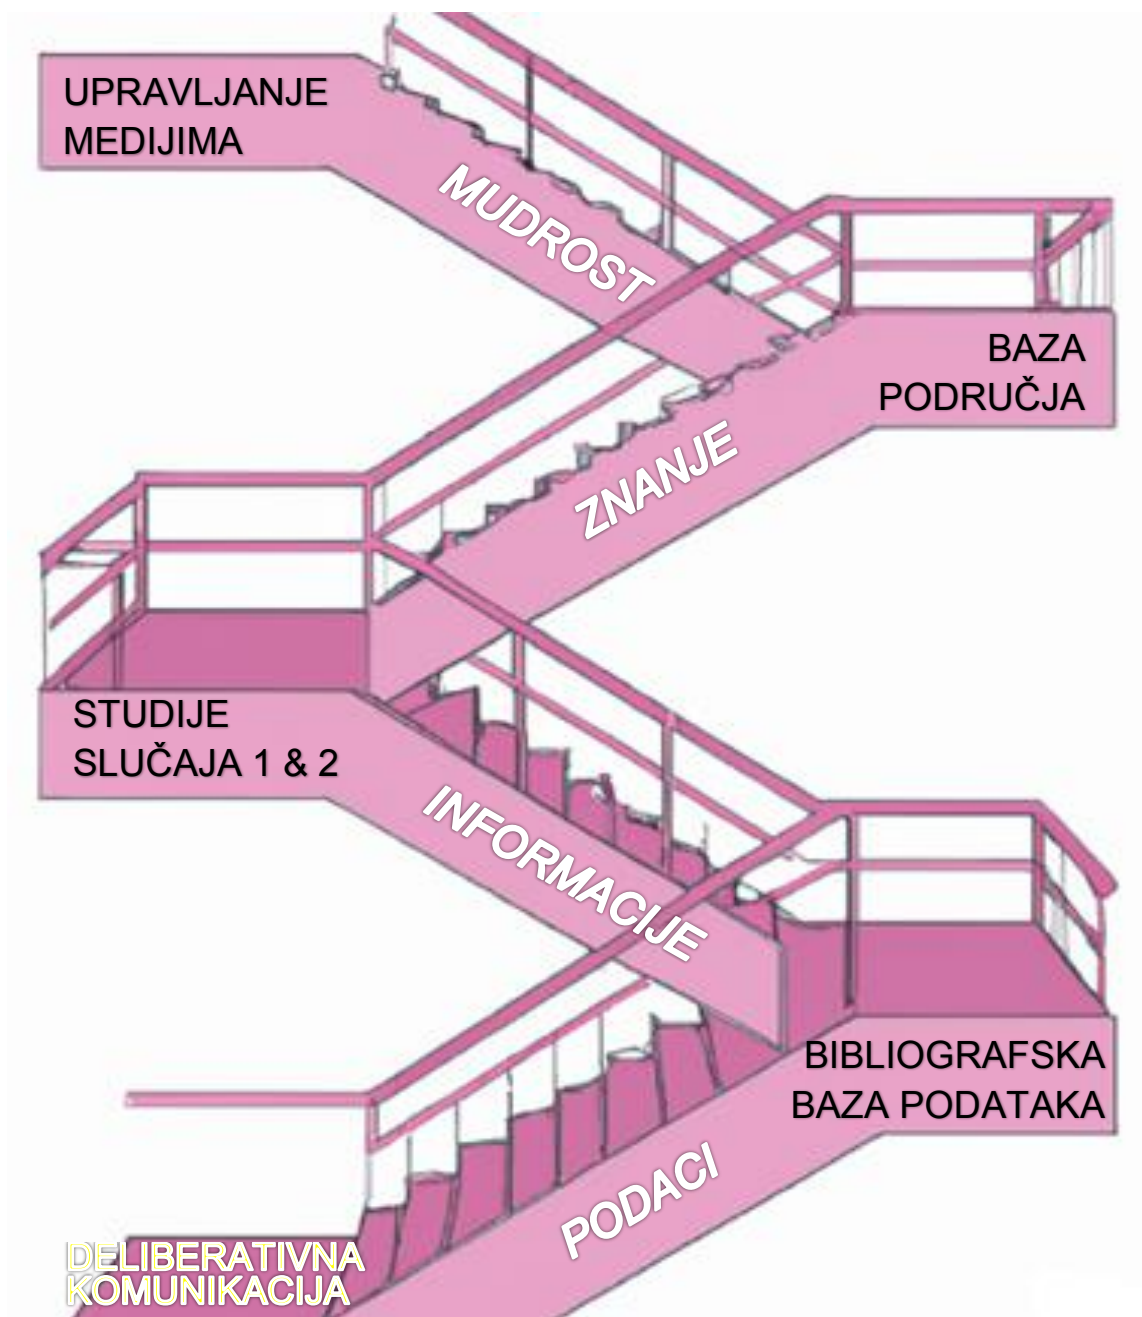 UPRAVLJANJE
MEDIJIMA
MUDROST
BAZA
PODRUČJA
ZNANJE
STUDIJE
SLUČAJA 1 & 2
INFORMACIJE
BIBLIOGRAFSKA
BAZA PODATAKA
PODACI
DELIBERATIVNA
KOMUNIKACIJA